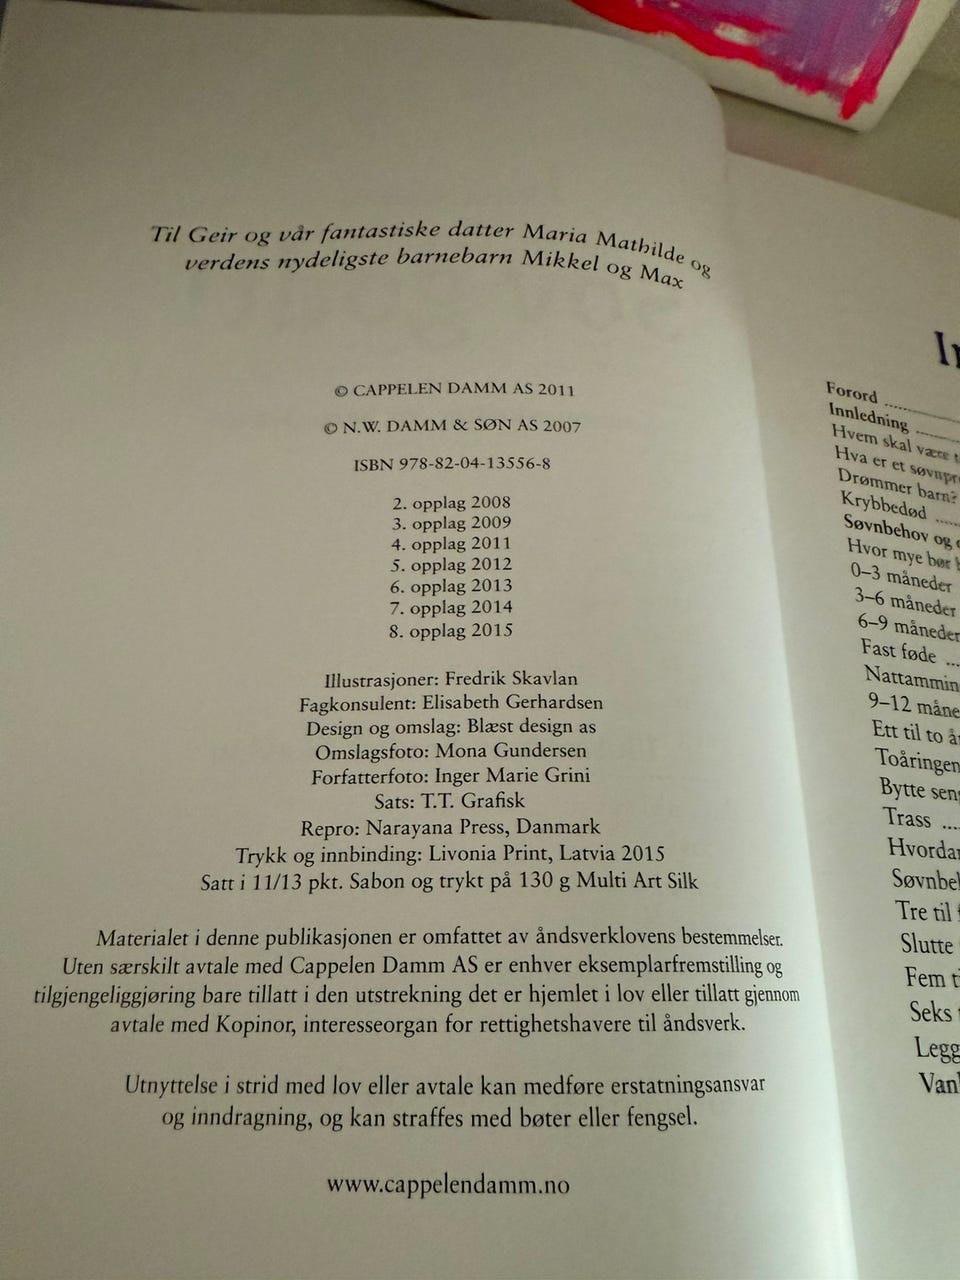 Til Geir og vår fantastiske datter Maria Mathilde og
verdens nydeligste barnebarn Mikkel og Max
© CAPPELEN DAMM AS 2011
© N.W. DAMM & SØN AS 2007
ISBN 978-82-04-13556-8
2. opplag 2008
3. opplag 2009
4. opplag 2011
5. opplag 2012
6. opplag 2013
7. opplag 2014
8. opplag 2015
Illustrasjoner: Fredrik Skavlan
Fagkonsulent: Elisabeth Gerhardsen
Design og omslag: Blæst design as
Omslagsfoto: Mona Gundersen
Forfatterfoto: Inger Marie Grini
Sats: T.T. Grafisk
Repro: Narayana Press, Danmark
Trykk og innbinding: Livonia Print, Latvia 2015
Satt i 11/13 pkt. Sabon og trykt på 130 g Multi Art Silk
Materialet i denne publikasjonen er omfattet av åndsverklovens bestemmelser.
Uten særskilt avtale med Cappelen Damm AS er enhver eksemplarfremstilling og
tilgjengeliggjøring bare tillatt i den utstrekning det er hjemlet i lov eller tillatt gjennom
avtale med Kopinor, interesseorgan for rettighetshavere til åndsverk.
Utnyttelse i strid med lov eller avtale kan medføre erstatningsansvar
og inndragning, og kan straffes med bøter eller fengsel.
www.cappelendamm.no
Forord ........
Innledning ......
Hvem skal være
Hva er et
Drømmer barn?
Krybbedød .....
Søvnbehov og
Hvor mye bør
0–3 måneder
3–6 måneder
6–9 måneder
Fast føde ...
9–12
Ett til to
Toåringen
Bytte
Trass ....
Tre til
Slutte
Fem
Seks